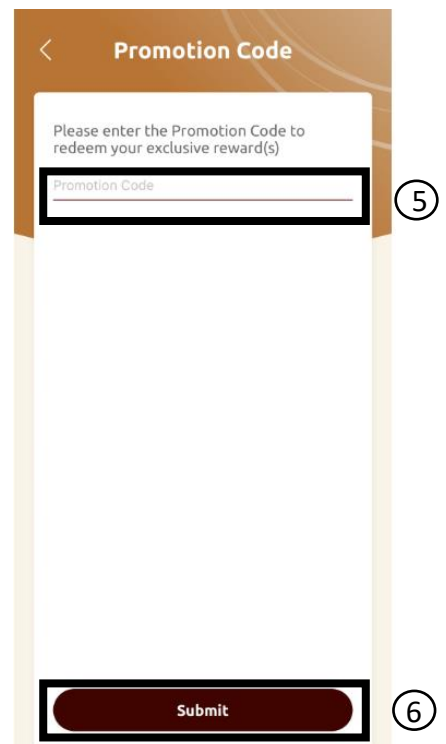 Promotion Code
Please enter the Promotion Code to
redeem your exclusive reward(s)
Promotion Code
5
Submit
6